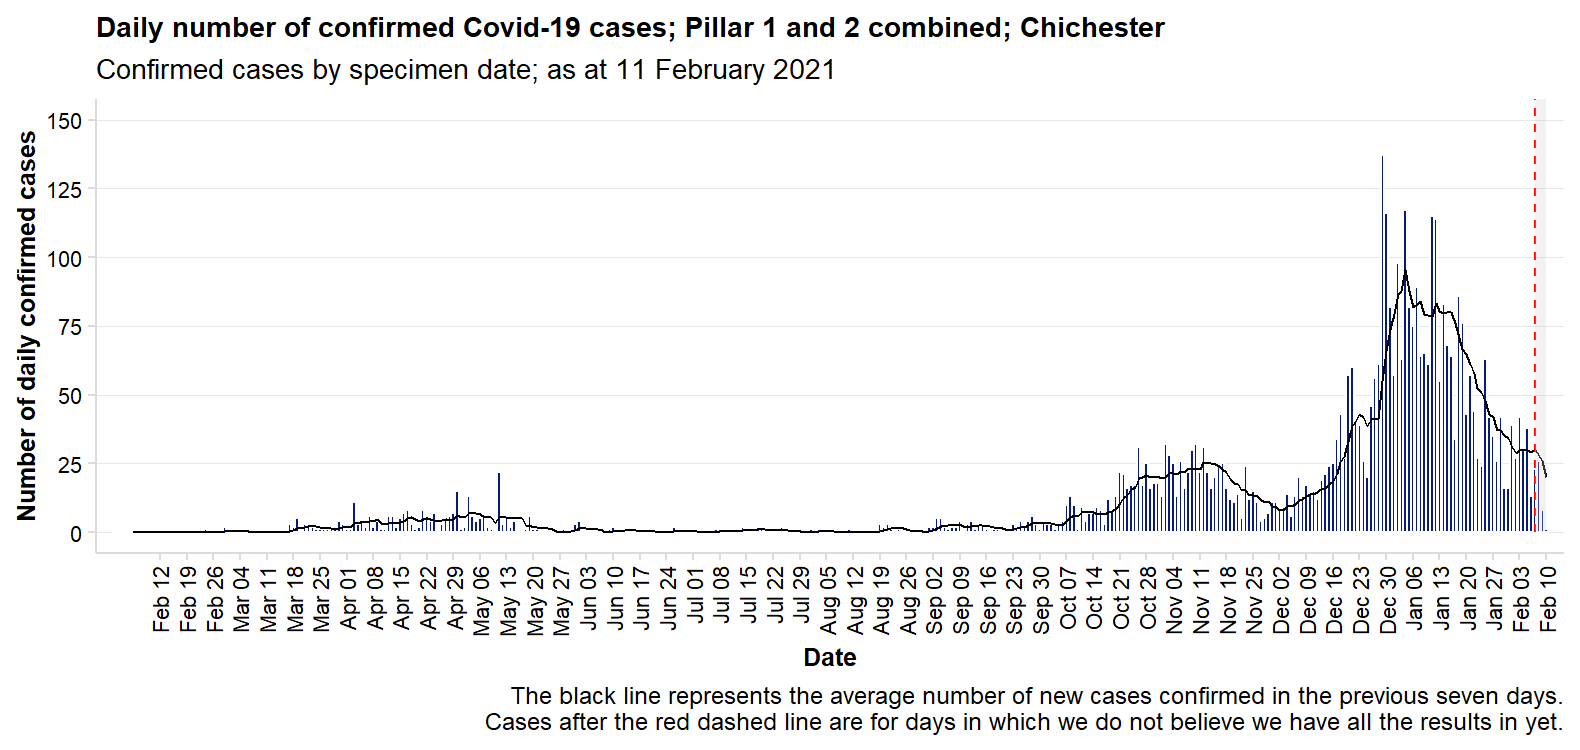 Daily number of confirmed Covid-19 cases; Pillar 1 and 2 combined; Chichester
Confirmed cases by specimen date; as at 11 February 2021
Number of daily confirmed cases
150
125
100
75
50
25
0
Feb 12
Feb 19
Feb 26
Mar 04
Mar 11
Mar 18
Mar 25
Apr 01
Apr 08
Apr 15
Apr 22
Apr 29
May 06
May 13
May 20
May 27
Jun 03
Jun 10
Jun 17
Jun 24
Jul 01
Jul 08
Jul 15
Jul 22
Jul 29
Aug 05
Aug 12
Aug 19
Aug 26
Sep 02
Sep 09
Sep 16
Sep 23
Sep 30
Oct 07
Oct 14
Oct 21
Oct 28
Nov 04
Nov 11
Nov 18
Nov 25
Dec 02
Dec 09
Dec 16
Dec 23
Dec 30
Jan 06
Jan 13
Jan 20
Jan 27
Feb 03
Feb 10
Date
The black line represents the average number of new cases confirmed in the previous seven days.
Cases after the red dashed line are for days in which we do not believe we have all the results in yet.